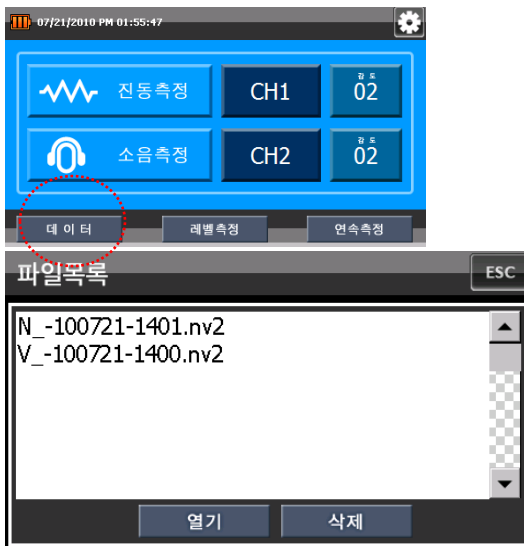 07/21/2010 PM 01:55:47
진동측정 CH1 감도 02
소음측정 CH2 감도 02
데이터 레벨측정 연속측정
파일목록 ESC
N_-100721-1401.nv2
V_-100721-1400.nv2
열기 삭제